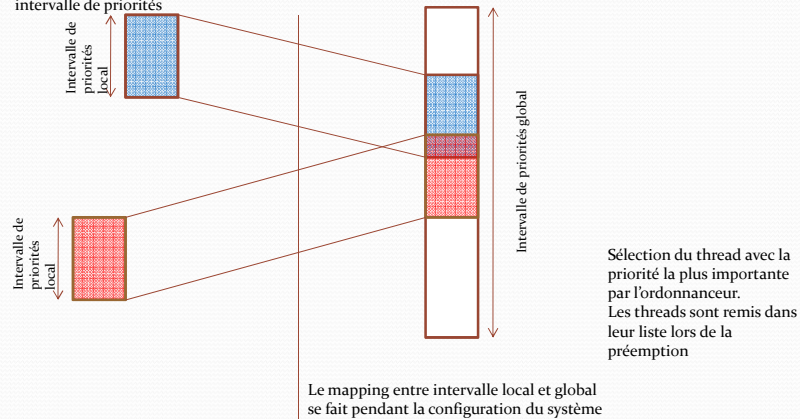 intervalle de priorités
Intervalle de
priorités
local
Intervalle de
priorités
local
Intervalle de priorités global
Sélection du thread avec la
priorité la plus importante
par l'ordonnanceur.
Les threads sont remis dans
leur liste lors de la
préemption
Le mapping entre intervalle local et global
se fait pendant la configuration du système